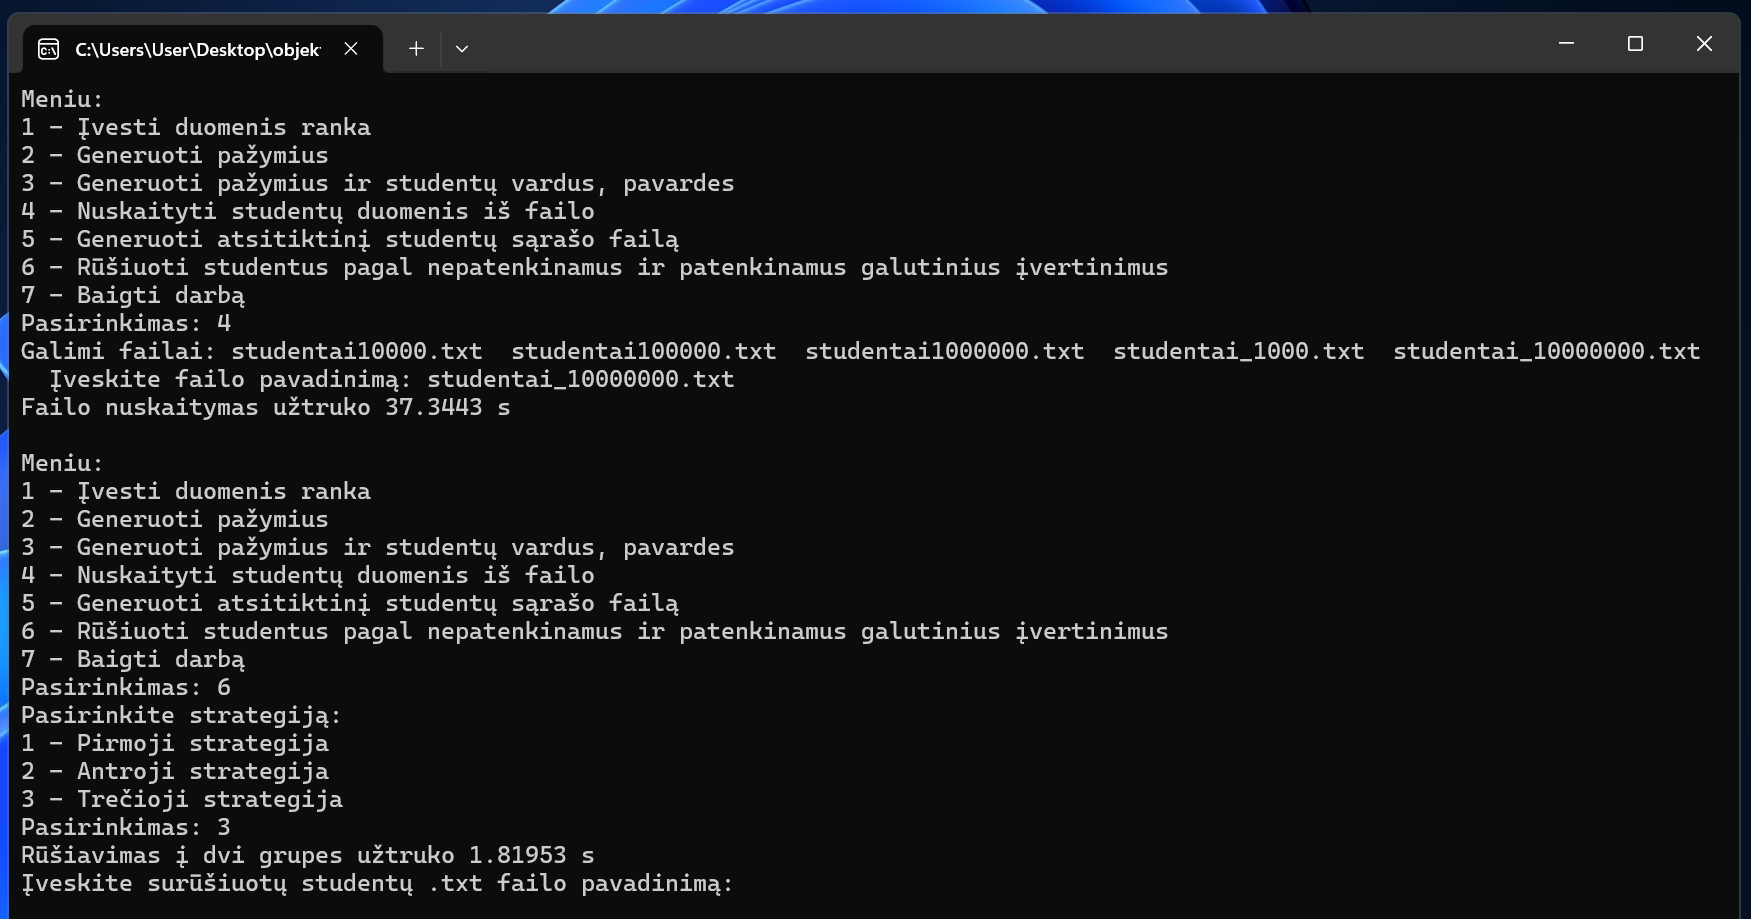 C:\Users\User\Desktop\objek
Meniu:
1 - Įvesti duomenis ranka
2 - Generuoti pažymius
3 - Generuoti pažymius ir studentų vardus, pavardes
4 - Nuskaityti studentų duomenis iš failo
5 - Generuoti atsitiktinį studentų sąrašo failą
6 - Rūšiuoti studentus pagal nepatenkinamus ir patenkinamus galutinius įvertinimus
7 - Baigti darbą
Pasirinkimas: 4
Galimi failai: studentai10000.txt  studentai100000.txt  studentai1000000.txt  studentai_1000.txt  studentai_10000000.txt
  Įveskite failo pavadinimą: studentai_10000000.txt
Failo nuskaitymas užtruko 37.3443 s

Meniu:
1 - Įvesti duomenis ranka
2 - Generuoti pažymius
3 - Generuoti pažymius ir studentų vardus, pavardes
4 - Nuskaityti studentų duomenis iš failo
5 - Generuoti atsitiktinį studentų sąrašo failą
6 - Rūšiuoti studentus pagal nepatenkinamus ir patenkinamus galutinius įvertinimus
7 - Baigti darbą
Pasirinkimas: 6
Pasirinkite strategiją:
1 - Pirmoji strategija
2 - Antroji strategija
3 - Trečioji strategija
Pasirinkimas: 3
Rūšiavimas į dvi grupes užtruko 1.81953 s
Įveskite surūšiuotų studentų .txt failo pavadinimą: